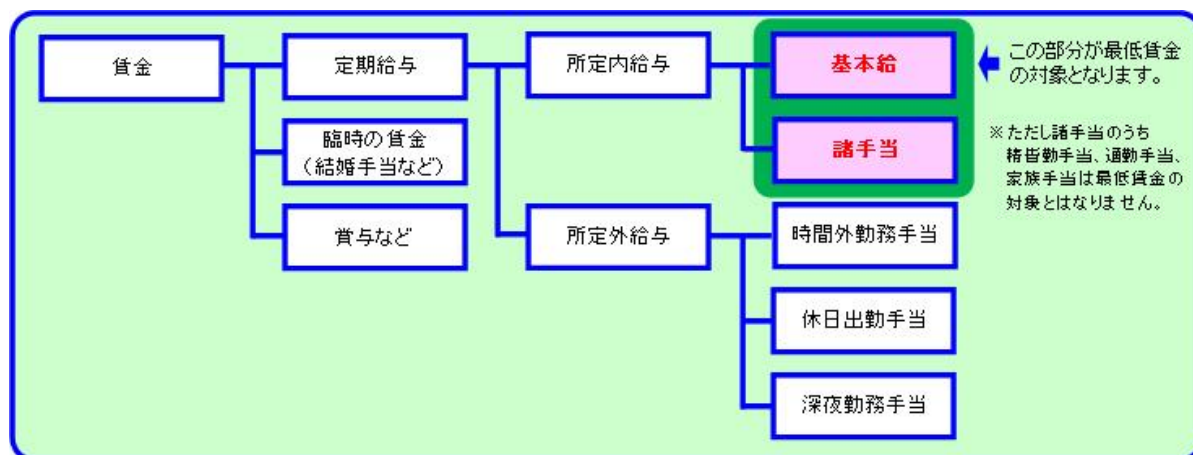 賃金
定期給与
所定内給与
基本給
この部分が最低賃金
の対象となります。
臨時の賃金
(結婚手当など)
諸手当
※ただし諸手当のうち
精皆勤手当、通勤手当、
家族手当は最低賃金の
対象とはなりません。
賞与など
所定外給与
時間外勤務手当
休日出勤手当
深夜勤務手当